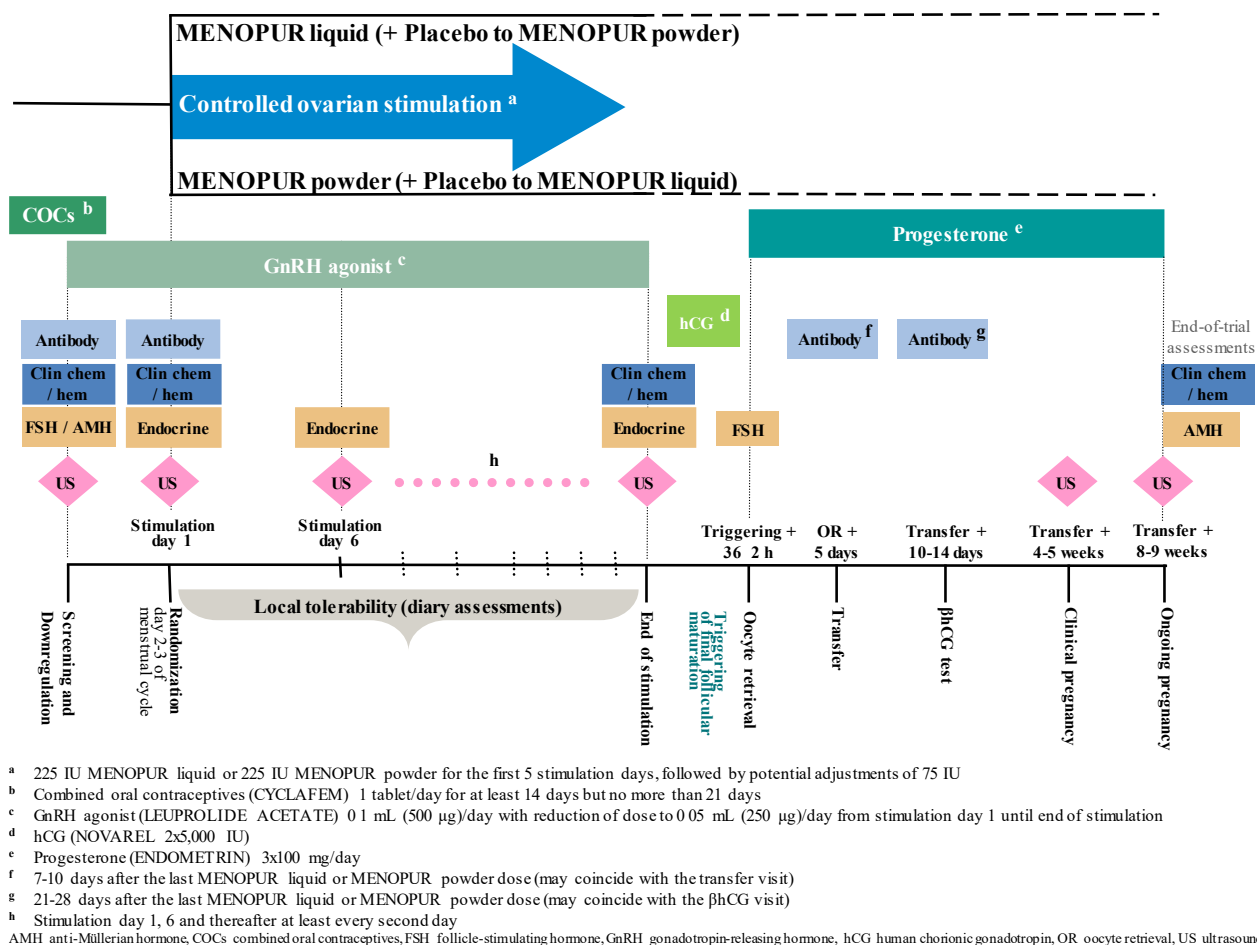 MENOPUR liquid (+ Placebo to MENOPUR powder)
Controlled ovarian stimulation a
MENOPUR powder (+ Placebo to MENOPUR liquid)
COCs b
Progesterone e
GnRH agonist c
hCG d
Antibody
Antibody
Antibody f
Antibody g
End-of-trial
assessments
Clin chem
/ hem
Clin chem
/ hem
Clin chem
/ hem
Clin chem
/ hem
FSH / AMH
Endocrine
Endocrine
Endocrine
FSH
AMH
h
US
US
US
US
US
US
Stimulation
day 1
Stimulation
day 6
Triggering +
36 2 h
OR +
5 days
Transfer +
10-14 days
Transfer +
4-5 weeks
Transfer +
8-9 weeks
Local tolerability (diary assessments)
Screening and
Downregulation
Randomization
day 2-3 of
menstrual cycle
End of stimulation
Triggering
of final follicular
maturation
Oocyte retrieval
Transfer
βhCG test
Clinical pregnancy
Ongoing pregnancy
a 225 IU MENOPUR liquid or 225 IU MENOPUR powder for the first 5 stimulation days, followed by potential adjustments of 75 IU
b Combined oral contraceptives (CYCLAFEM) 1 tablet/day for at least 14 days but no more than 21 days
c GnRH agonist (LEUPROLIDE ACETATE) 0 1 mL (500 µg)/day with reduction of dose to 0 05 mL (250 µg)/day from stimulation day 1 until end of stimulation
d hCG (NOVAREL 2x5,000 IU)
e Progesterone (ENDOMETRIN) 3x100 mg/day
f 7-10 days after the last MENOPUR liquid or MENOPUR powder dose (may coincide with the transfer visit)
g 21-28 days after the last MENOPUR liquid or MENOPUR powder dose (may coincide with the βhCG visit)
h Stimulation day 1, 6 and thereafter at least every second day
AMH anti-Müllerian hormone, COCs combined oral contraceptives, FSH follicle-stimulating hormone, GnRH gonadotropin-releasing hormone, hCG human chorionic gonadotropin, OR oocyte retrieval, US ultrasoun